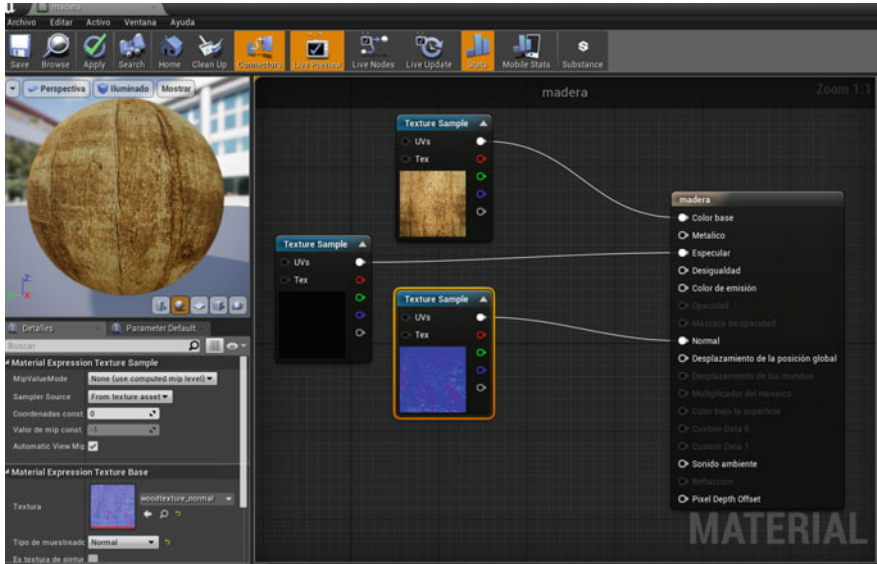 madera
Archivo Editar Activo Ventana Ayuda
Save Browse Apply Search Home Clean Up Connectors Live Preview Live Nodes Live Update Stats Mobile Stats Substance
Perspectiva Iluminado Mostrar
madera Zoom 1:1
Texture Sample
UVs
Tex
Texture Sample
UVs
Tex
Texture Sample
UVs
Tex
madera
Color base
Metalico
Especular
Desigualdad
Color de emisión
Opacidad
Máscara de opacidad
Normal
Desplazamiento de la posición global
Desplazamiento de los mundos
Multiplicador del mosaico
Color bajo la superficie
Custom Data 0
Custom Data 1
Sonido ambiente
Refraccion
Pixel Depth Offset
MATERIAL
Z
X
Detalles Parameter Default
Buscar
Material Expression Texture Sample
MipValueMode None (use computed mip level)
Sampler Source From texture asset
Coordenadas const. 0
Valor de mip const. -1
Automatic View Mip
Material Expression Texture Base
Textura woodtexture_normal
Tipo de muestreado Normal
Es textura de pintur